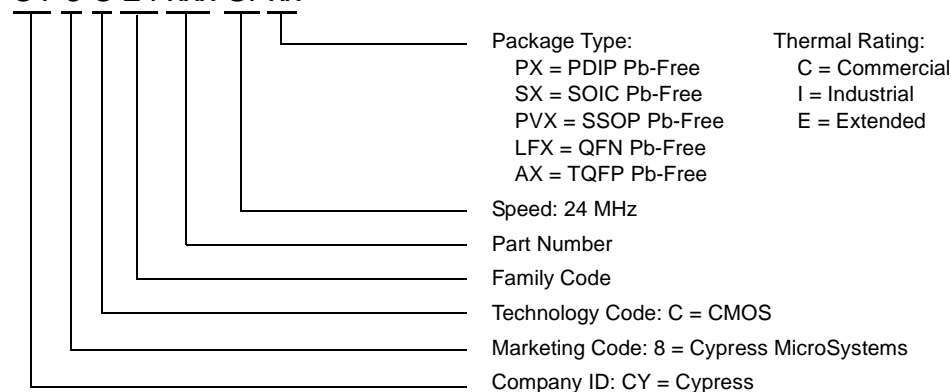 Package Type:
PX = PDIP Pb-Free
SX = SOIC Pb-Free
PVX = SSOP Pb-Free
LFX = QFN Pb-Free
AX = TQFP Pb-Free
Thermal Rating:
C = Commercial
I = Industrial
E = Extended
Speed: 24 MHz
Part Number
Family Code
Technology Code: C = CMOS
Marketing Code: 8 = Cypress MicroSystems
Company ID: CY = Cypress